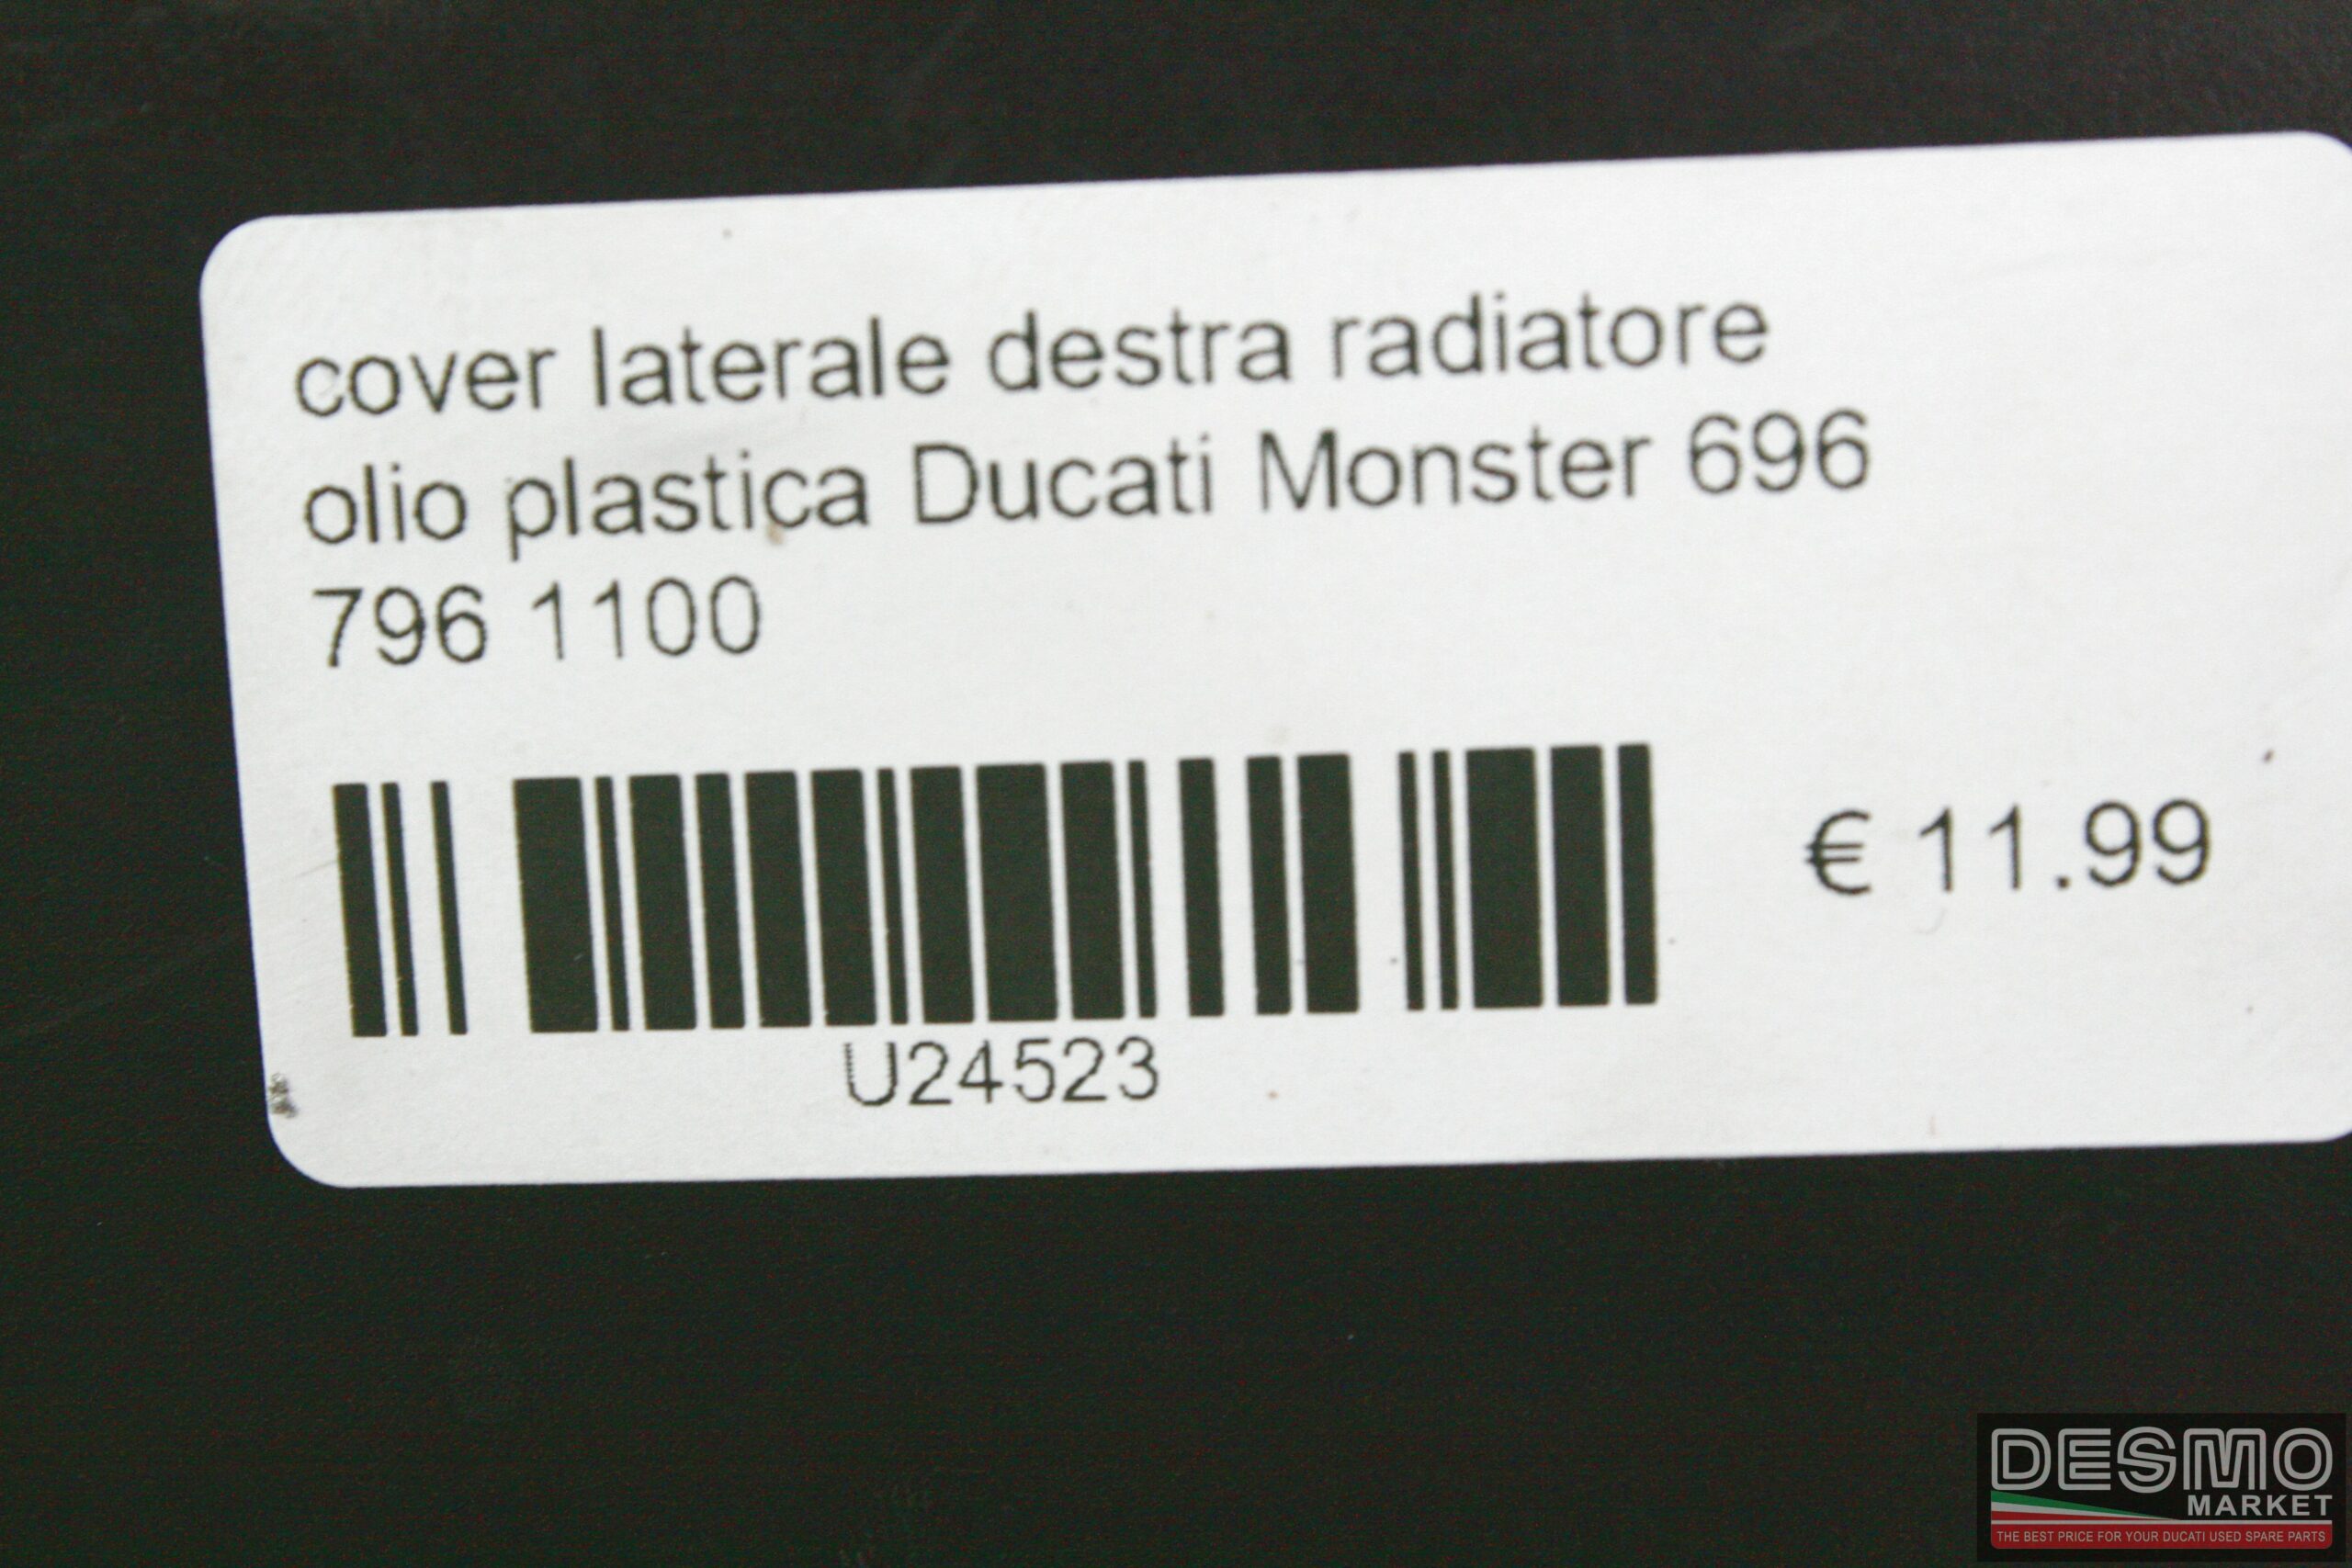 cover laterale destra radiatore
olio plastica Ducati Monster 696
796 1100
€ 11.99
U24523
DESMO
MARKET
THE BEST PRICE FOR YOUR DUCATI USED SPARE PARTS